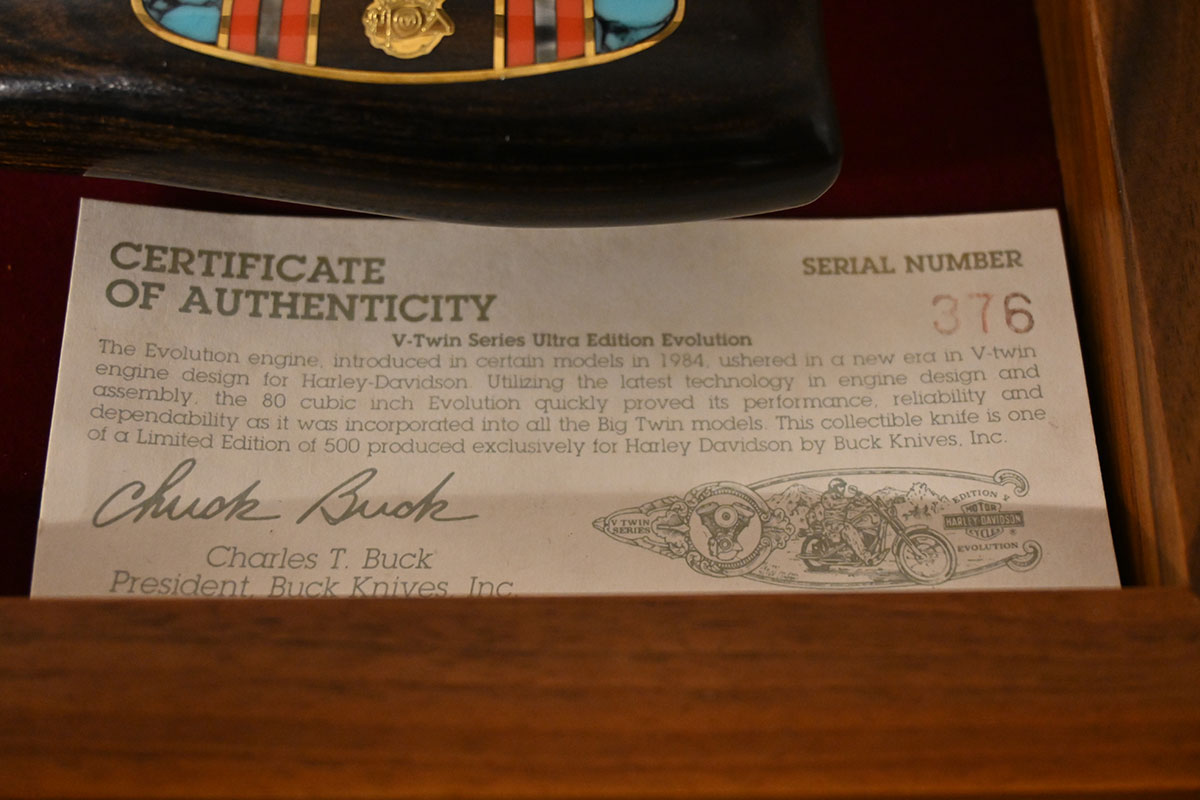 CERTIFICATE
OF AUTHENTICITY
SERIAL NUMBER
376
V-Twin Series Ultra Edition Evolution
The Evolution engine, introduced in certain models in 1984, ushered in a new era in V-twin
engine design for Harley-Davidson. Utilizing the latest technology in engine design and
assembly, the 80 cubic inch Evolution quickly proved its performance, reliability and
dependability as it was incorporated into all the Big Twin models. This collectible knife is one
of a Limited Edition of 500 produced exclusively for Harley Davidson by Buck Knives, Inc.
Chuck Buck
Charles T. Buck
President, Buck Knives, Inc.
V TWIN
SERIES
EDITION V
MOTOR
HARLEY-DAVIDSON
CYCLES
EVOLUTION